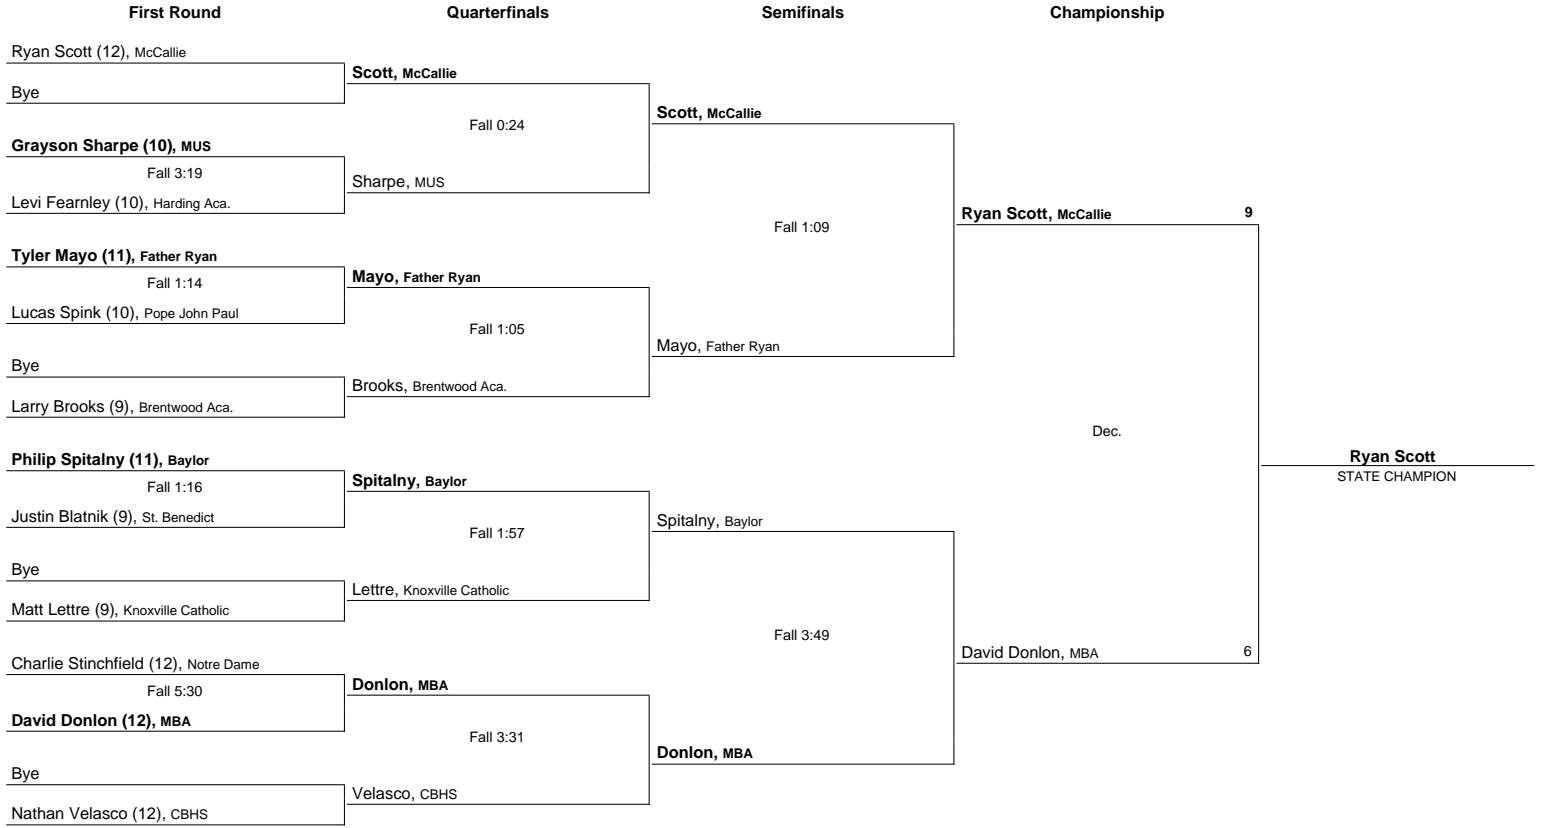 First Round
Quarterfinals
Semifinals
Championship
Ryan Scott (12), McCallie
Bye
Grayson Sharpe (10), MUS
Fall 3:19
Levi Fearnley (10), Harding Aca.
Tyler Mayo (11), Father Ryan
Fall 1:14
Lucas Spink (10), Pope John Paul
Bye
Larry Brooks (9), Brentwood Aca.
Philip Spitalny (11), Baylor
Fall 1:16
Justin Blatnik (9), St. Benedict
Bye
Matt Lettre (9), Knoxville Catholic
Charlie Stinchfield (12), Notre Dame
Fall 5:30
David Donlon (12), MBA
Bye
Nathan Velasco (12), CBHS
Scott, McCallie
Fall 0:24
Sharpe, MUS
Mayo, Father Ryan
Fall 1:05
Brooks, Brentwood Aca.
Spitalny, Baylor
Fall 1:57
Lettre, Knoxville Catholic
Donlon, MBA
Fall 3:31
Velasco, CBHS
Scott, McCallie
Fall 1:09
Mayo, Father Ryan
Spitalny, Baylor
Fall 3:49
Donlon, MBA
Ryan Scott, McCallie 9
Dec.
David Donlon, MBA 6
Ryan Scott
STATE CHAMPION